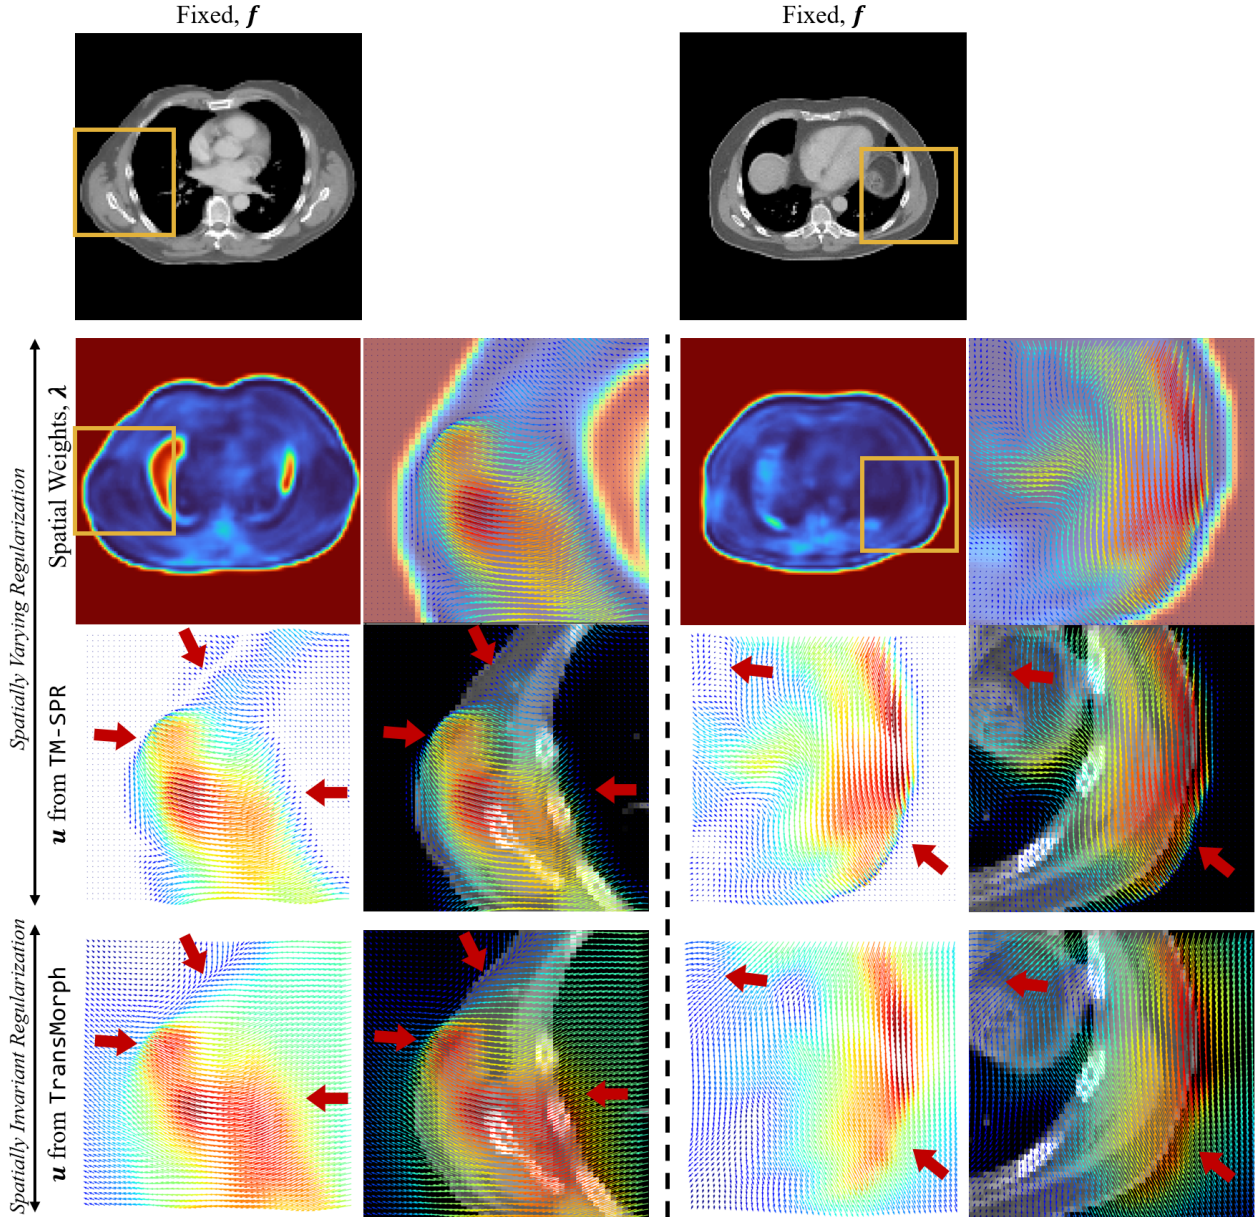 Fixed, f
Fixed, f
Spatially Varying Regularization
Spatial Weights, λ
u from TM-SPR
Spatially Invariant Regularization
u from TransMorph